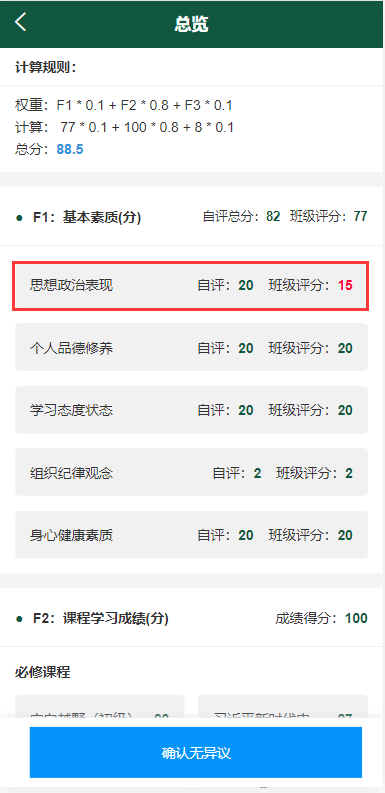 总览
计算规则：
权重：F1 * 0.1 + F2 * 0.8 + F3 * 0.1
计算： 77 * 0.1 + 100 * 0.8 + 8 * 0.1
总分：88.5
F1：基本素质(分) 自评总分：82 班级评分：77
思想政治表现 自评：20 班级评分：15
个人品德修养 自评：20 班级评分：20
学习态度状态 自评：20 班级评分：20
组织纪律观念 自评：2 班级评分：2
身心健康素质 自评：20 班级评分：20
F2：课程学习成绩(分) 成绩得分：100
必修课程
确认无异议